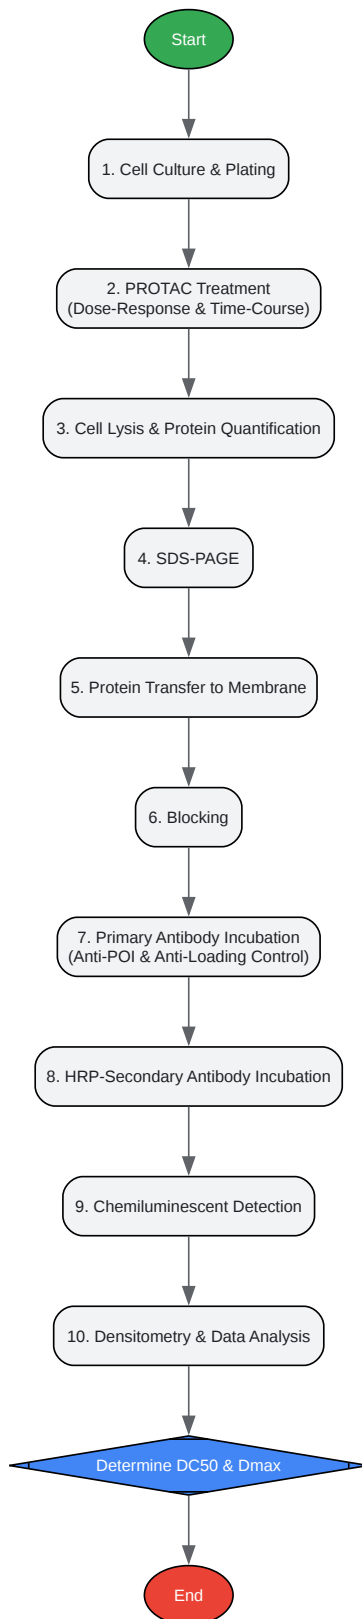 Start
1. Cell Culture & Plating
2. PROTAC Treatment
(Dose-Response & Time-Course)
3. Cell Lysis & Protein Quantification
4. SDS-PAGE
5. Protein Transfer to Membrane
6. Blocking
7. Primary Antibody Incubation
(Anti-POI & Anti-Loading Control)
8. HRP-Secondary Antibody Incubation
9. Chemiluminescent Detection
10. Densitometry & Data Analysis
Determine DC50 & Dmax
End